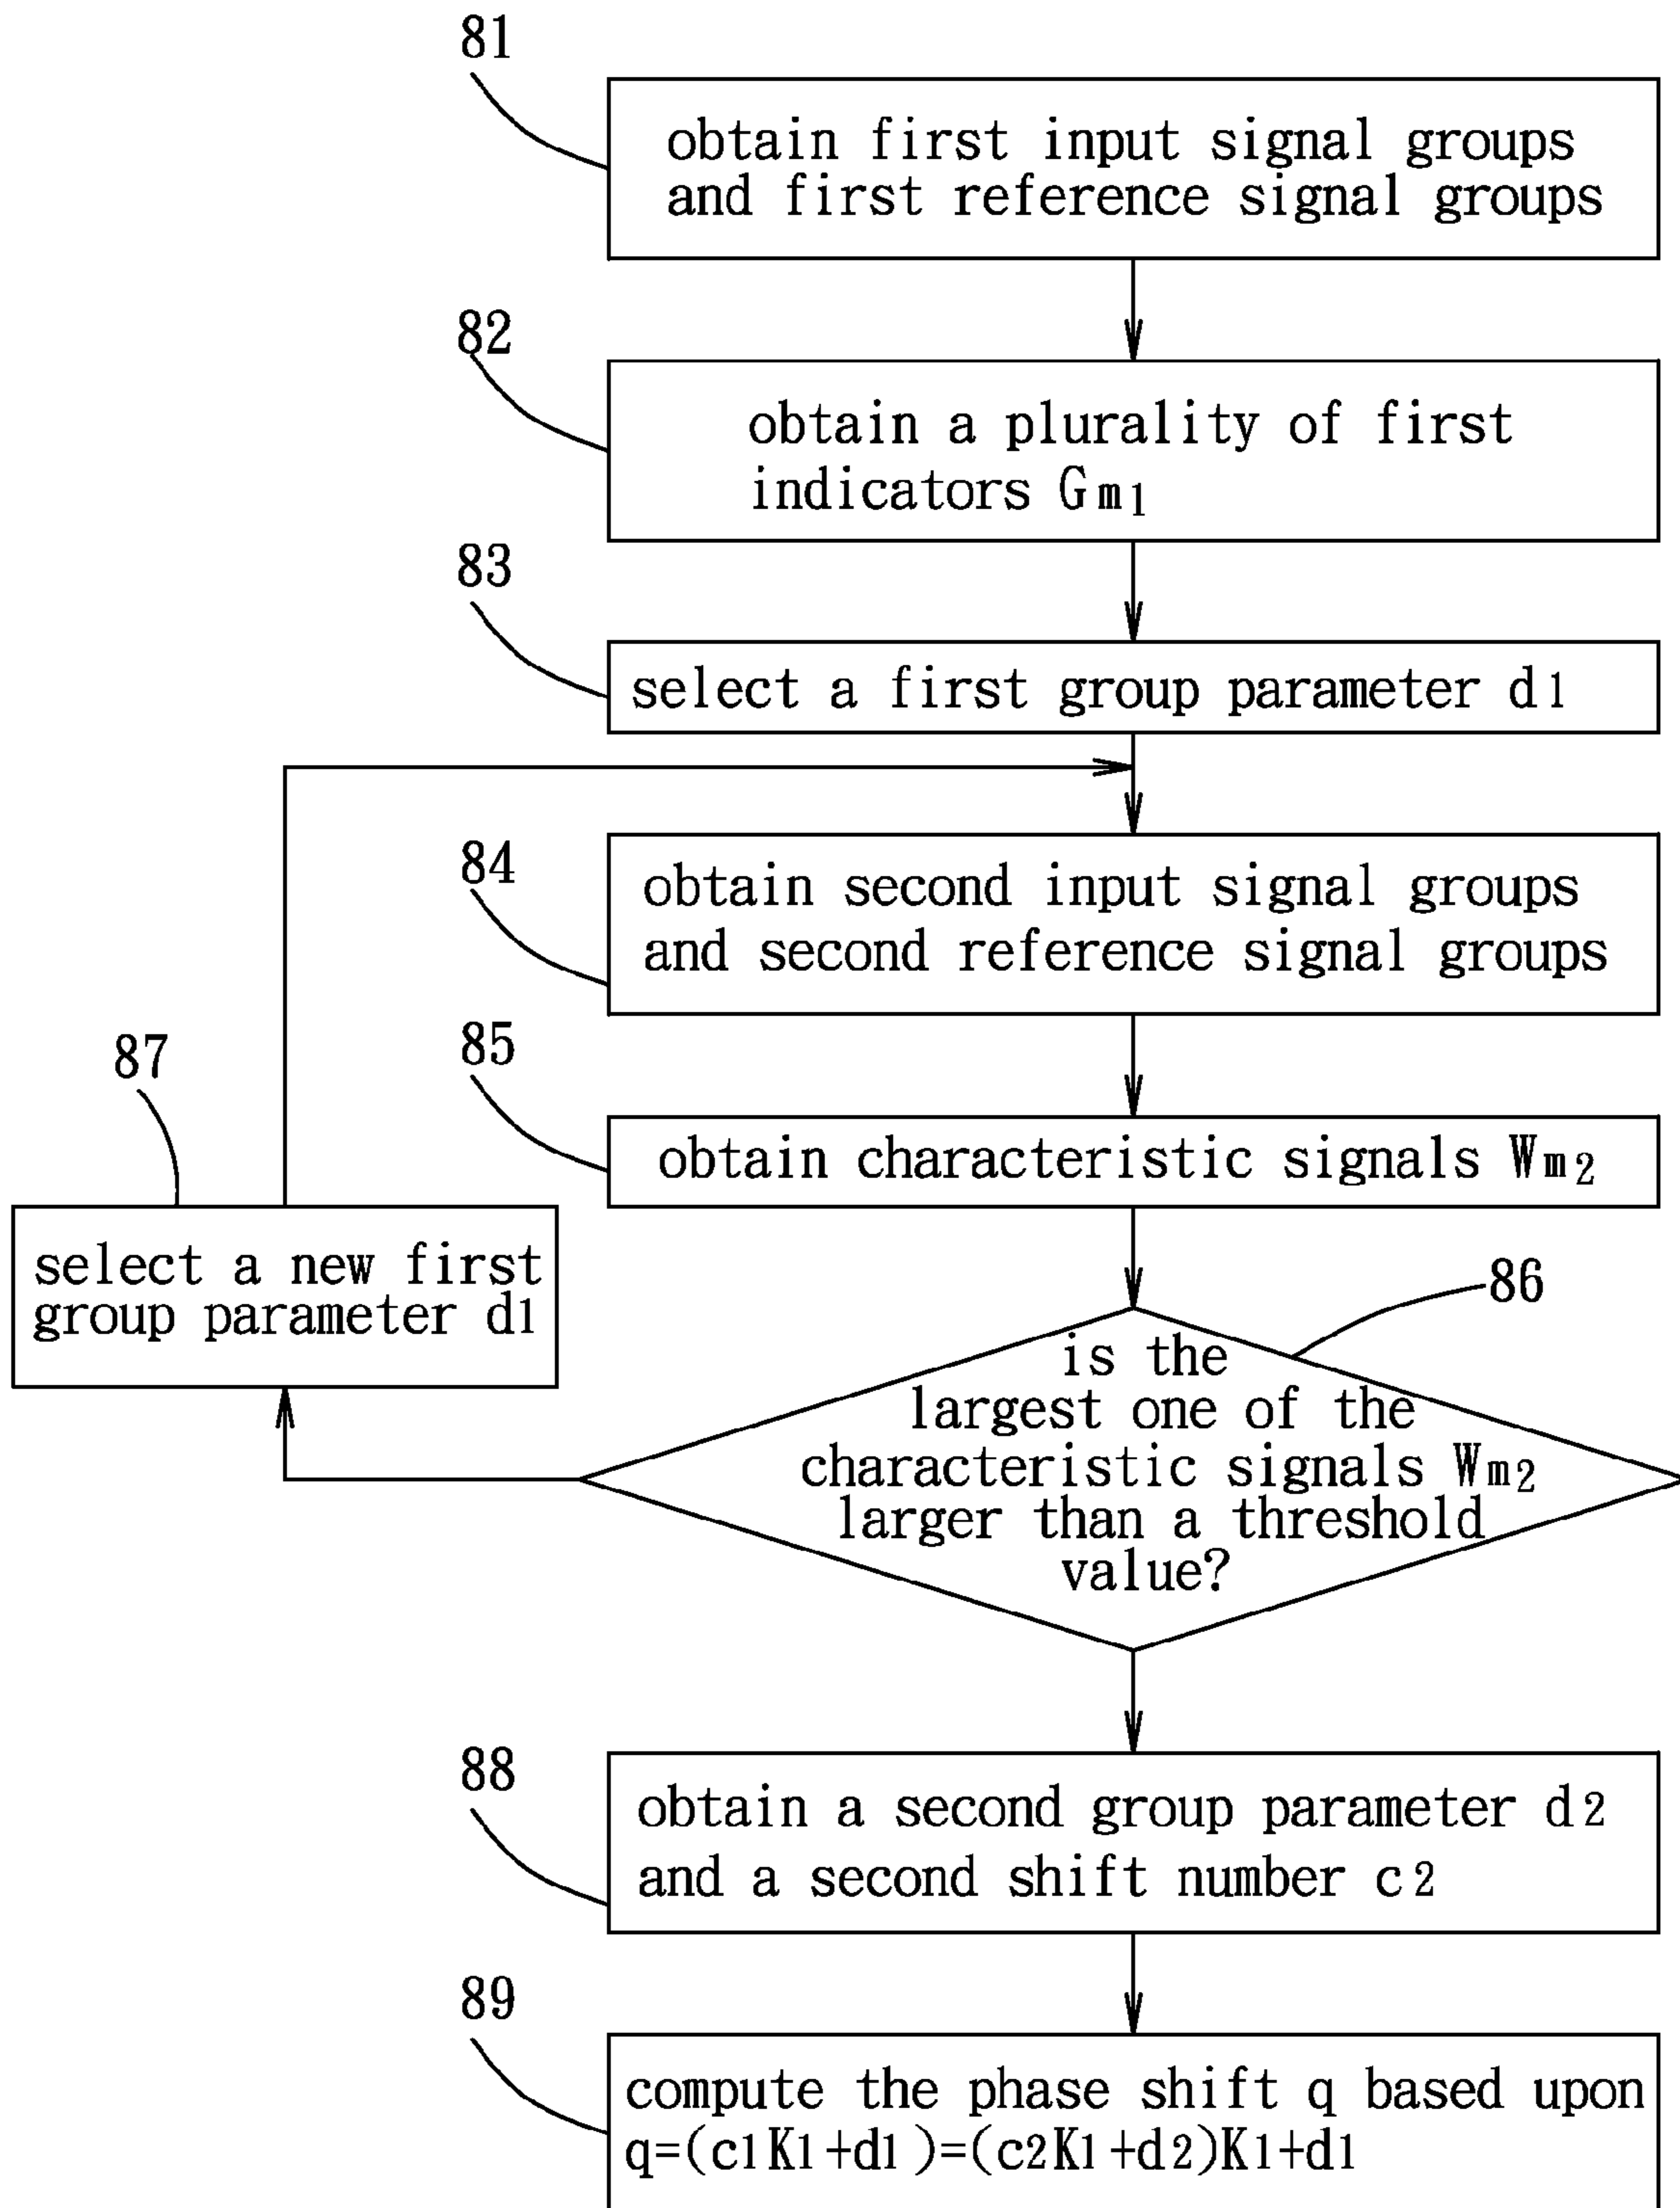 81
obtain first input signal groups
and first reference signal groups
82
obtain a plurality of first
indicators Gm1
83
select a first group parameter d1
84
obtain second input signal groups
and second reference signal groups
85
obtain characteristic signals Wm2
87
select a new first
group parameter d1
86
is the
largest one of the
characteristic signals Wm2
larger than a threshold
value?
88
obtain a second group parameter d2
and a second shift number c2
89
compute the phase shift q based upon
q=(c1K1+d1)=(c2K1+d2)K1+d1